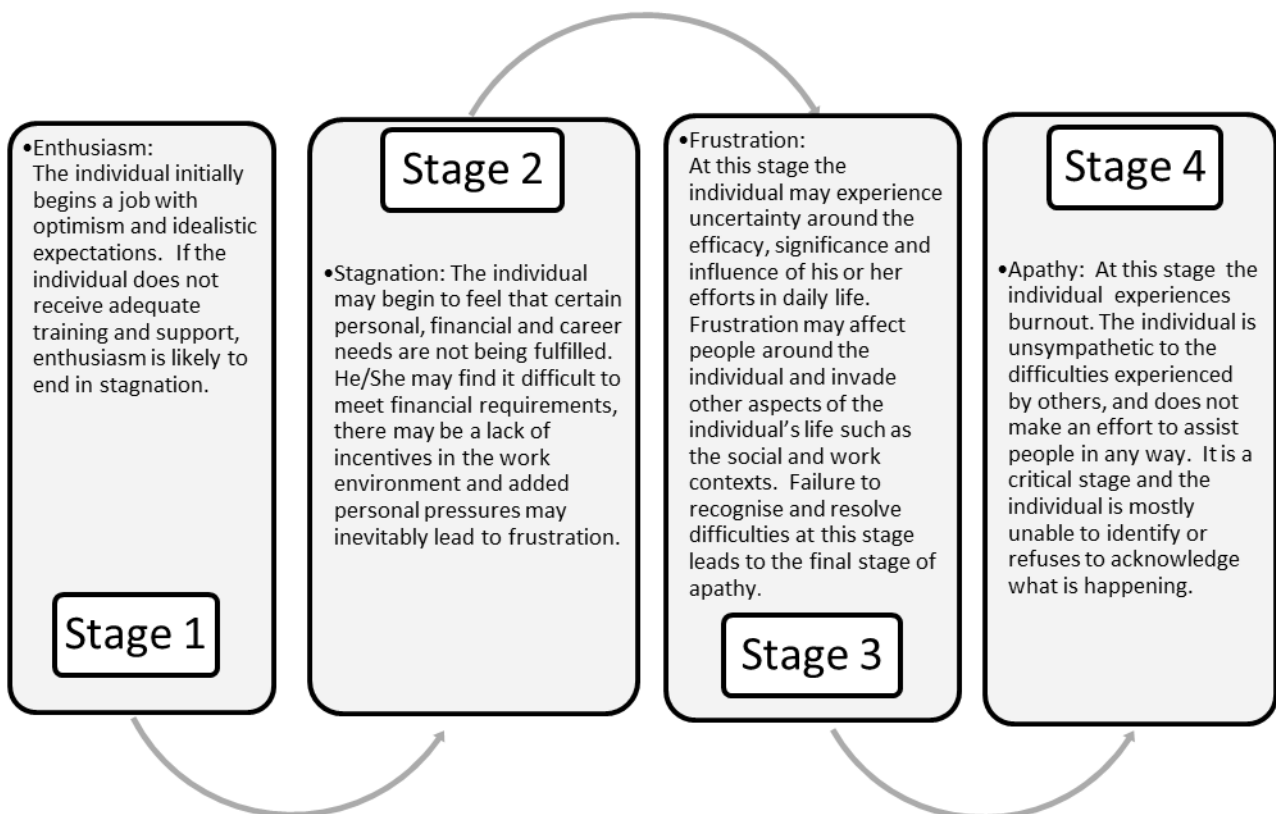 •Enthusiasm:
The individual initially
begins a job with
optimism and idealistic
expectations.  If the
individual does not
receive adequate
training and support,
enthusiasm is likely to
end in stagnation.
Stage 1
Stage 2
•Stagnation: The individual
may begin to feel that certain
personal, financial and career
needs are not being fulfilled.
He/She may find it difficult to
meet financial requirements,
there may be a lack of
incentives in the work
environment and added
personal pressures may
inevitably lead to frustration.
•Frustration:
At this stage the
individual may experience
uncertainty around the
efficacy, significance and
influence of his or her
efforts in daily life.
Frustration may affect
people around the
individual and invade
other aspects of the
individual’s life such as
the social and work
contexts.  Failure to
recognise and resolve
difficulties at this stage
leads to the final stage of
apathy.
Stage 3
Stage 4
•Apathy:  At this stage  the
individual  experiences
burnout. The individual is
unsympathetic to the
difficulties experienced
by others, and does not
make an effort to assist
people in any way.  It is a
critical stage and the
individual is mostly
unable to identify or
refuses to acknowledge
what is happening.